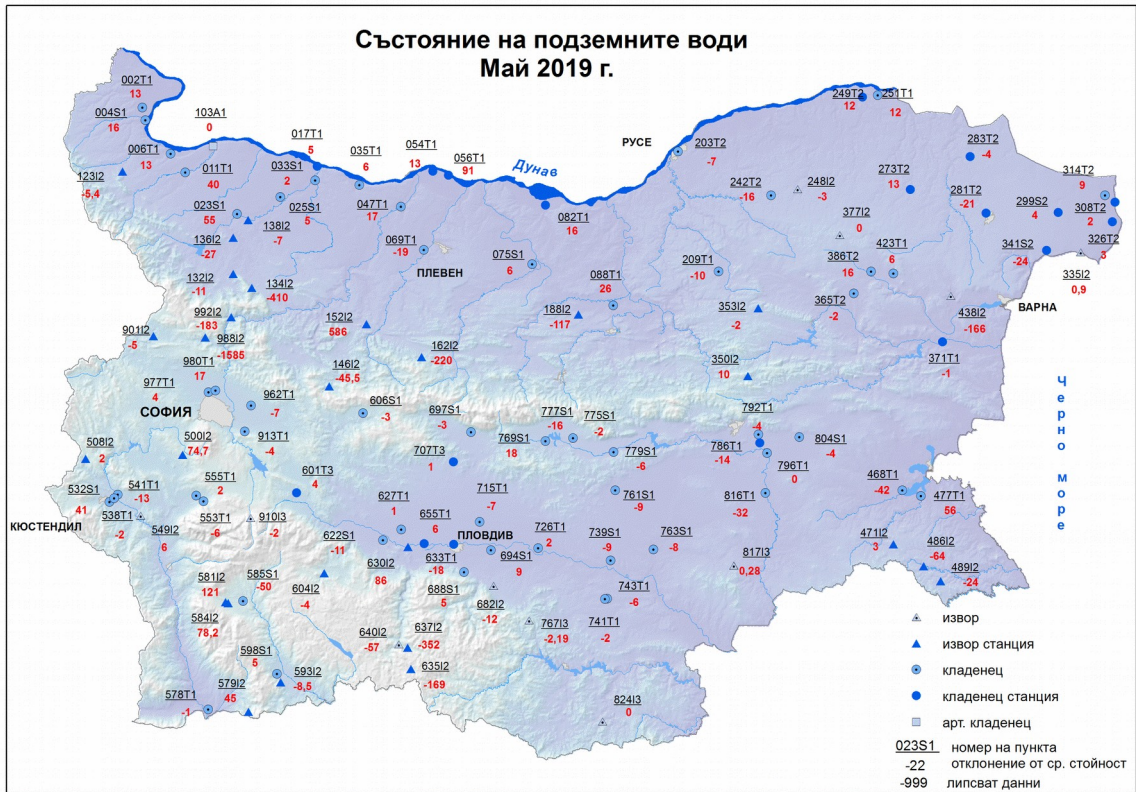 Състояние на подземните води
Май 2019 г.
002T1
13
004S1
16
103A1
0
006T1
13
123I2
-5,4
011T1
40
017T1
5
033S1
2
035T1
6
054T1
13
056T1
91
Дунав
РУСЕ
203T2
-7
249T2
12
251T1
12
283T2
-4
314T2
9
023S1
55
025S1
5
138I2
-7
047T1
17
082T1
16
242T2
-16
248I2
-3
273T2
13
281T2
-21
299S2
4
308T2
2
326T2
3
136I2
-27
069T1
-19
ПЛЕВЕН
075S1
6
377I2
0
423T1
6
386T2
16
341S2
-24
335I2
0,9
132I2
-11
134I2
-410
088T1
26
209T1
-10
365T2
-2
ВАРНА
992I2
-183
152I2
586
188I2
-117
353I2
-2
438I2
-166
901I2
-5
988I2
-1585
162I2
-220
371T1
-1
980T1
17
146I2
-45,5
350I2
10
977T1
4
СОФИЯ
962T1
-7
606S1
-3
697S1
-3
777S1
-16
775S1
-2
792T1
-4
Черно море
508I2
2
500I2
74,7
913T1
-4
707T3
1
769S1
18
779S1
-6
786T1
-14
804S1
-4
796T1
0
468T1
-42
532S1
41
541T1
-13
555T1
2
601T3
4
627T1
1
715T1
-7
761S1
-9
816T1
-32
477T1
56
КЮСТЕНДИЛ
538T1
-2
549I2
6
553T1
-6
910I3
-2
622S1
-11
655T1
6
ПЛОВДИВ
726T1
2
739S1
-9
763S1
-8
471I2
3
486I2
-64
581I2
121
585S1
-50
604I2
-4
630I2
86
633T1
-18
694S1
9
817I3
0,28
489I2
-24
688S1
5
682I2
-12
743T1
-6
584I2
78,2
640I2
-57
637I2
-352
767I3
-2,19
741T1
-2
598S1
5
593I2
-8,5
635I2
-169
578T1
-1
579I2
45
824I3
0
извор
извор станция
кладенец
кладенец станция
арт. кладенец
023S1 номер на пункта
-22 отклонение от ср. стойност
-999 липсват данни